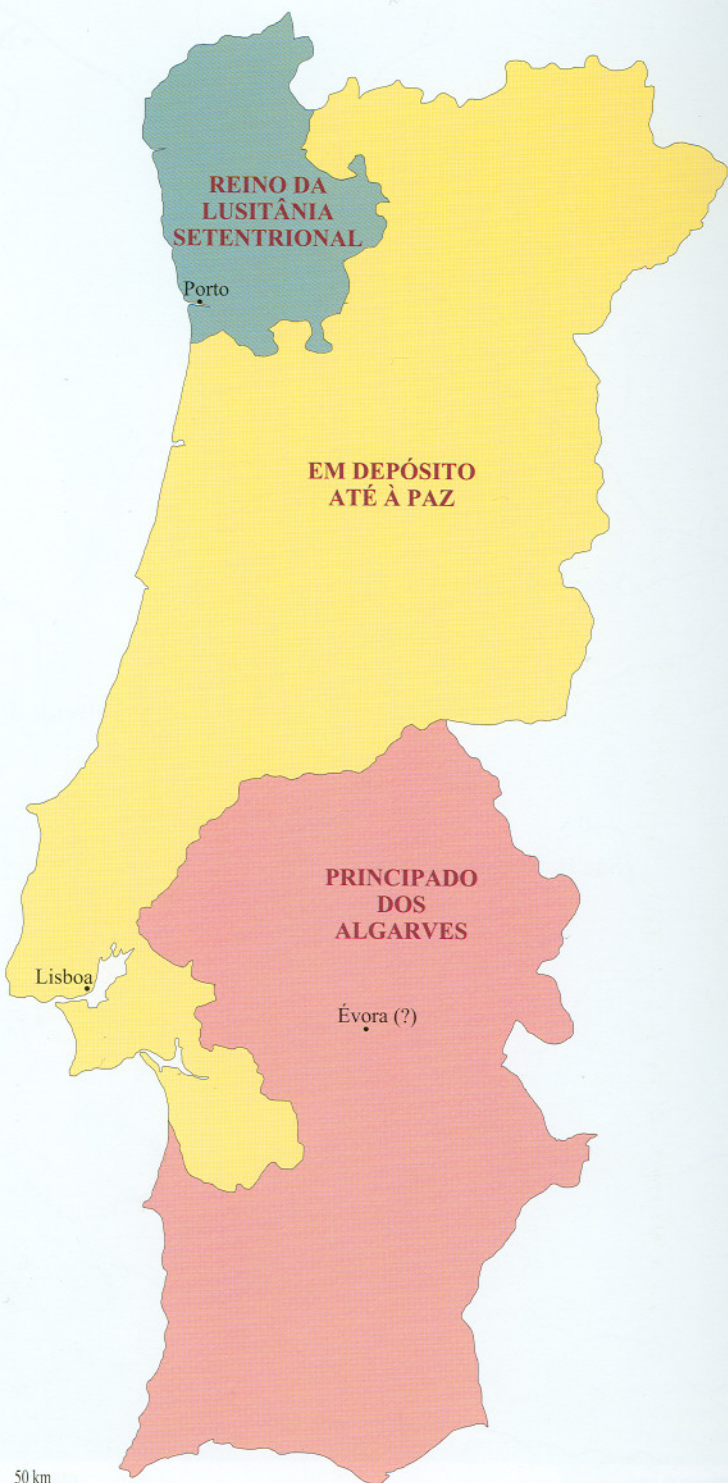 REINO DA
LUSITÂNIA
SETENTRIONAL
Porto
EM DEPÓSITO
ATÉ À PAZ
PRINCIPADO
DOS
ALGARVES
Lisboa
Évora (?)
50 km